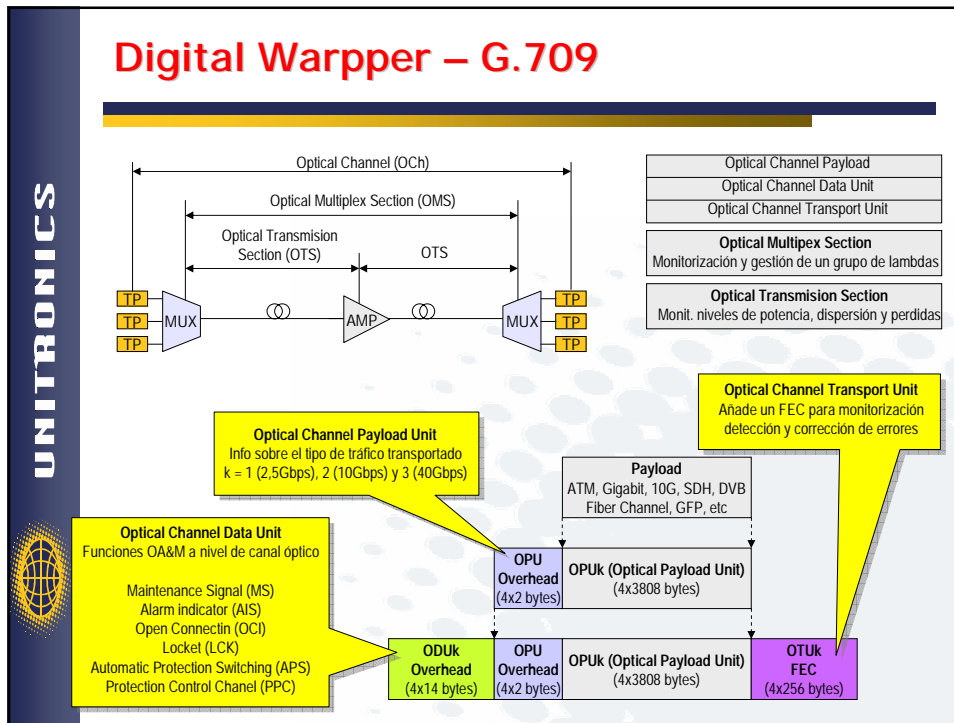 Digital Warpper – G.709
UNITRONICS
Optical Channel (OCh)
Optical Multiplex Section (OMS)
Optical Transmision
Section (OTS)
OTS
TP
TP
TP
MUX
AMP
MUX
TP
TP
TP
Optical Channel Payload
Optical Channel Data Unit
Optical Channel Transport Unit
Optical Multipex Section
Monitorización y gestión de un grupo de lambdas
Optical Transmision Section
Monit. niveles de potencia, dispersión y perdidas
Optical Channel Transport Unit
Añade un FEC para monitorización
detección y corrección de errores
Optical Channel Payload Unit
Info sobre el tipo de tráfico transportado
k = 1 (2,5Gbps), 2 (10Gbps) y 3 (40Gbps)
Payload
ATM, Gigabit, 10G, SDH, DVB
Fiber Channel, GFP, etc
Optical Channel Data Unit
Funciones OA&M a nivel de canal óptico
Maintenance Signal (MS)
Alarm indicator (AIS)
Open Connectin (OCI)
Locket (LCK)
Automatic Protection Switching (APS)
Protection Control Chanel (PPC)
OPU
Overhead
(4x2 bytes)
OPUk (Optical Payload Unit)
(4x3808 bytes)
ODUk
Overhead
(4x14 bytes)
OPU
Overhead
(4x2 bytes)
OPUk (Optical Payload Unit)
(4x3808 bytes)
OTUk
FEC
(4x256 bytes)